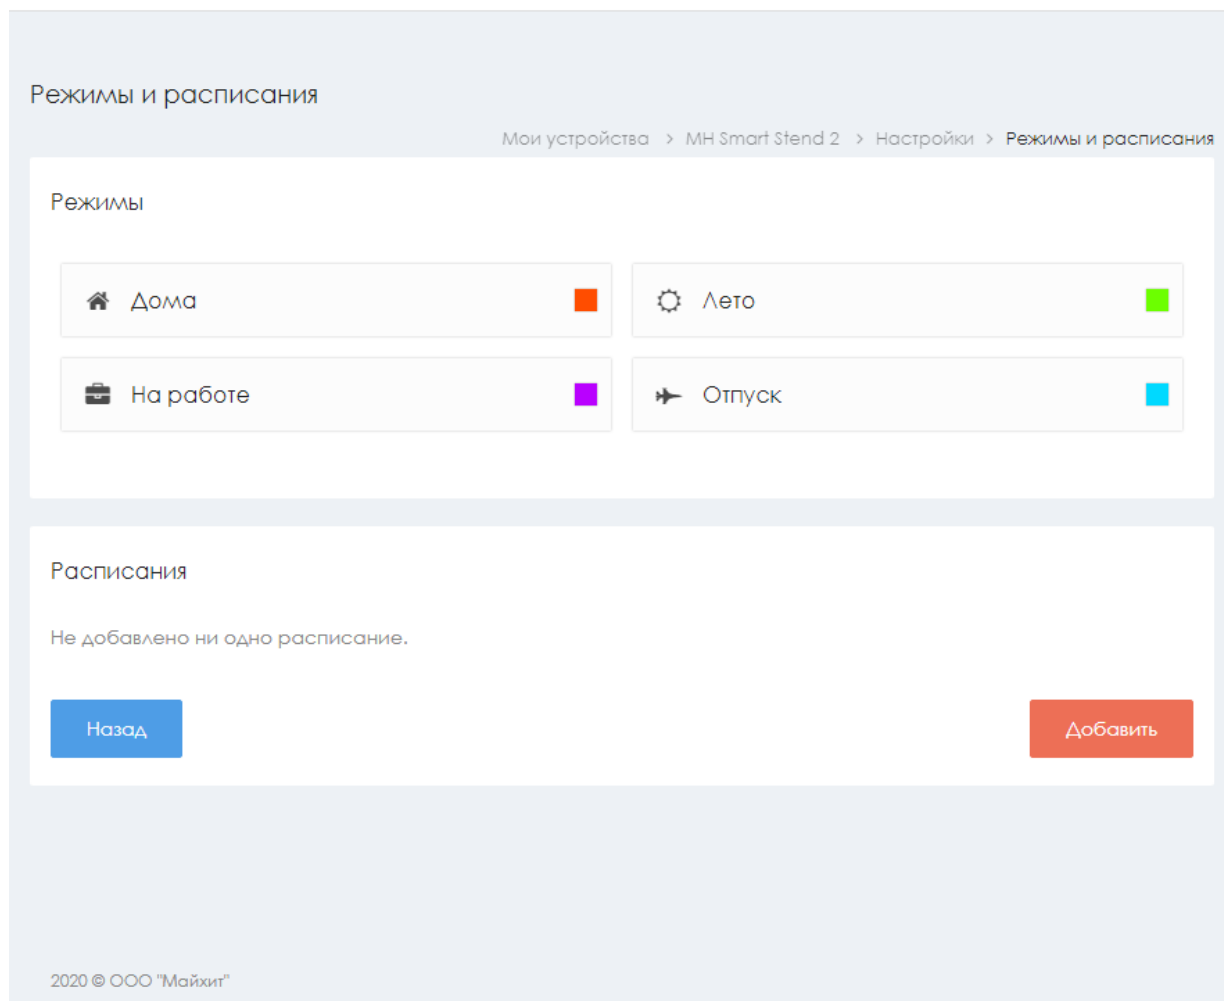 Режимы и расписания
Мои устройства > MH Smart Stend 2 > Настройки > Режимы и расписания
Режимы
Дома
Лето
На работе
Отпуск
Расписания
Не добавлено ни одно расписание.
Назад
Добавить
2020 © ООО "Майхит"